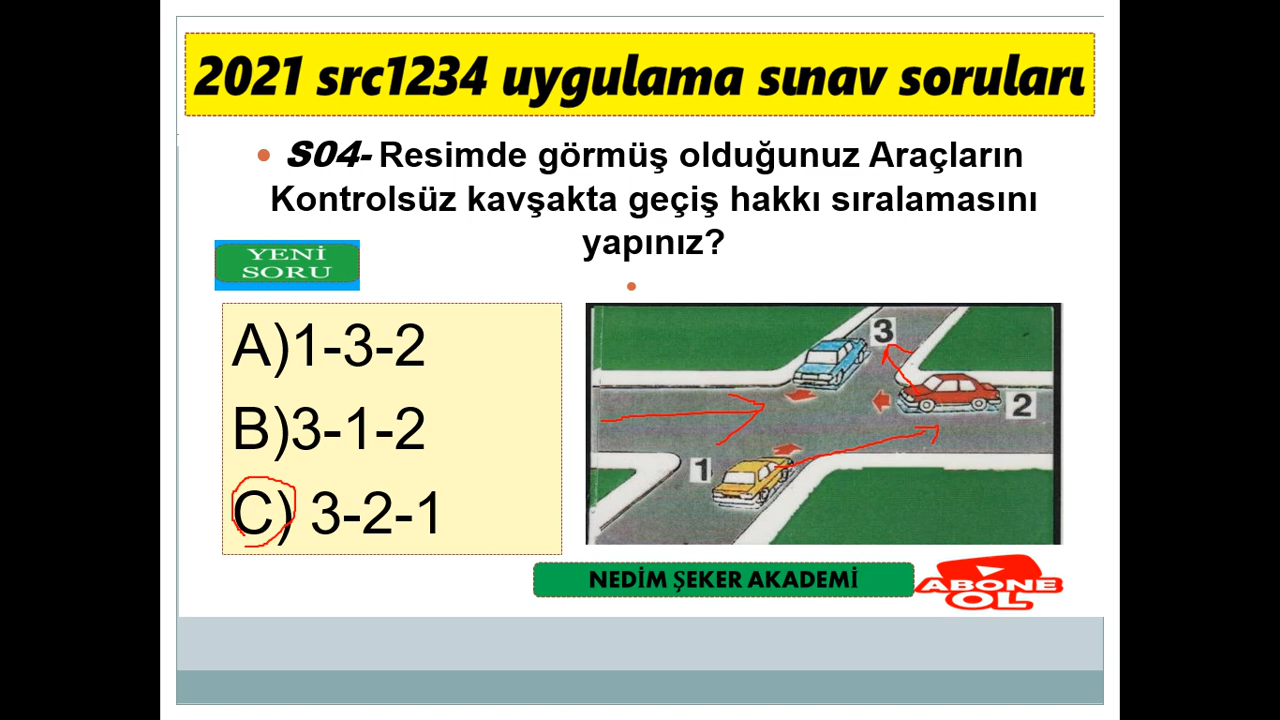 2021 src1234 uygulama sınav soruları
S04- Resimde görmüş olduğunuz Araçların
Kontrolsüz kavşakta geçiş hakkı sıralamasını
yapınız?
YENİ
SORU
A)1-3-2
B)3-1-2
C) 3-2-1
3
2
1
NEDİM ŞEKER AKADEMİ
ABONE
OL